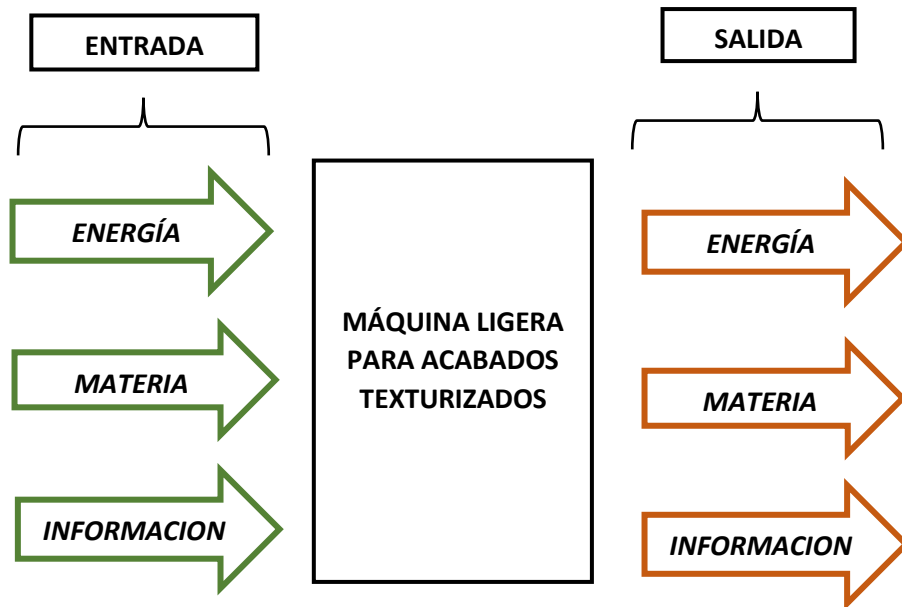 ENTRADA
SALIDA
ENERGÍA
MATERIA
INFORMACION
MÁQUINA LIGERA
PARA ACABADOS
TEXTURIZADOS
ENERGÍA
MATERIA
INFORMACION